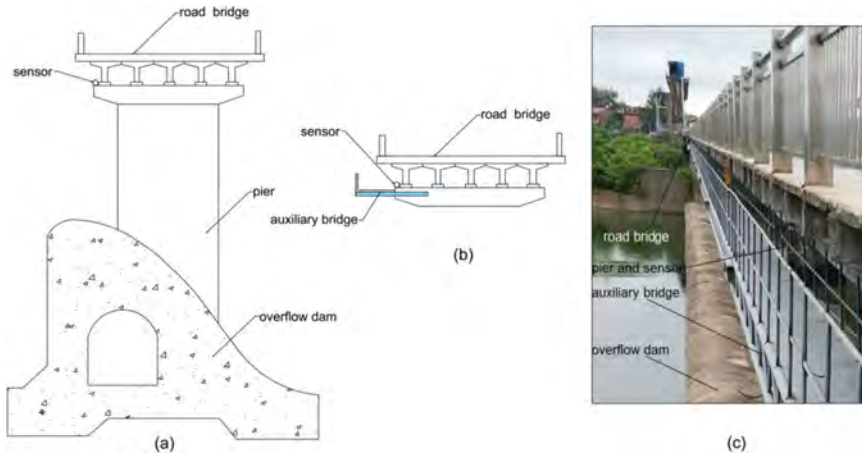 road bridge
sensor
pier
overflow dam
(a)
sensor
road bridge
auxiliary bridge
(b)
road bridge
pier and sensor
auxiliary bridge
overflow dam
(c)